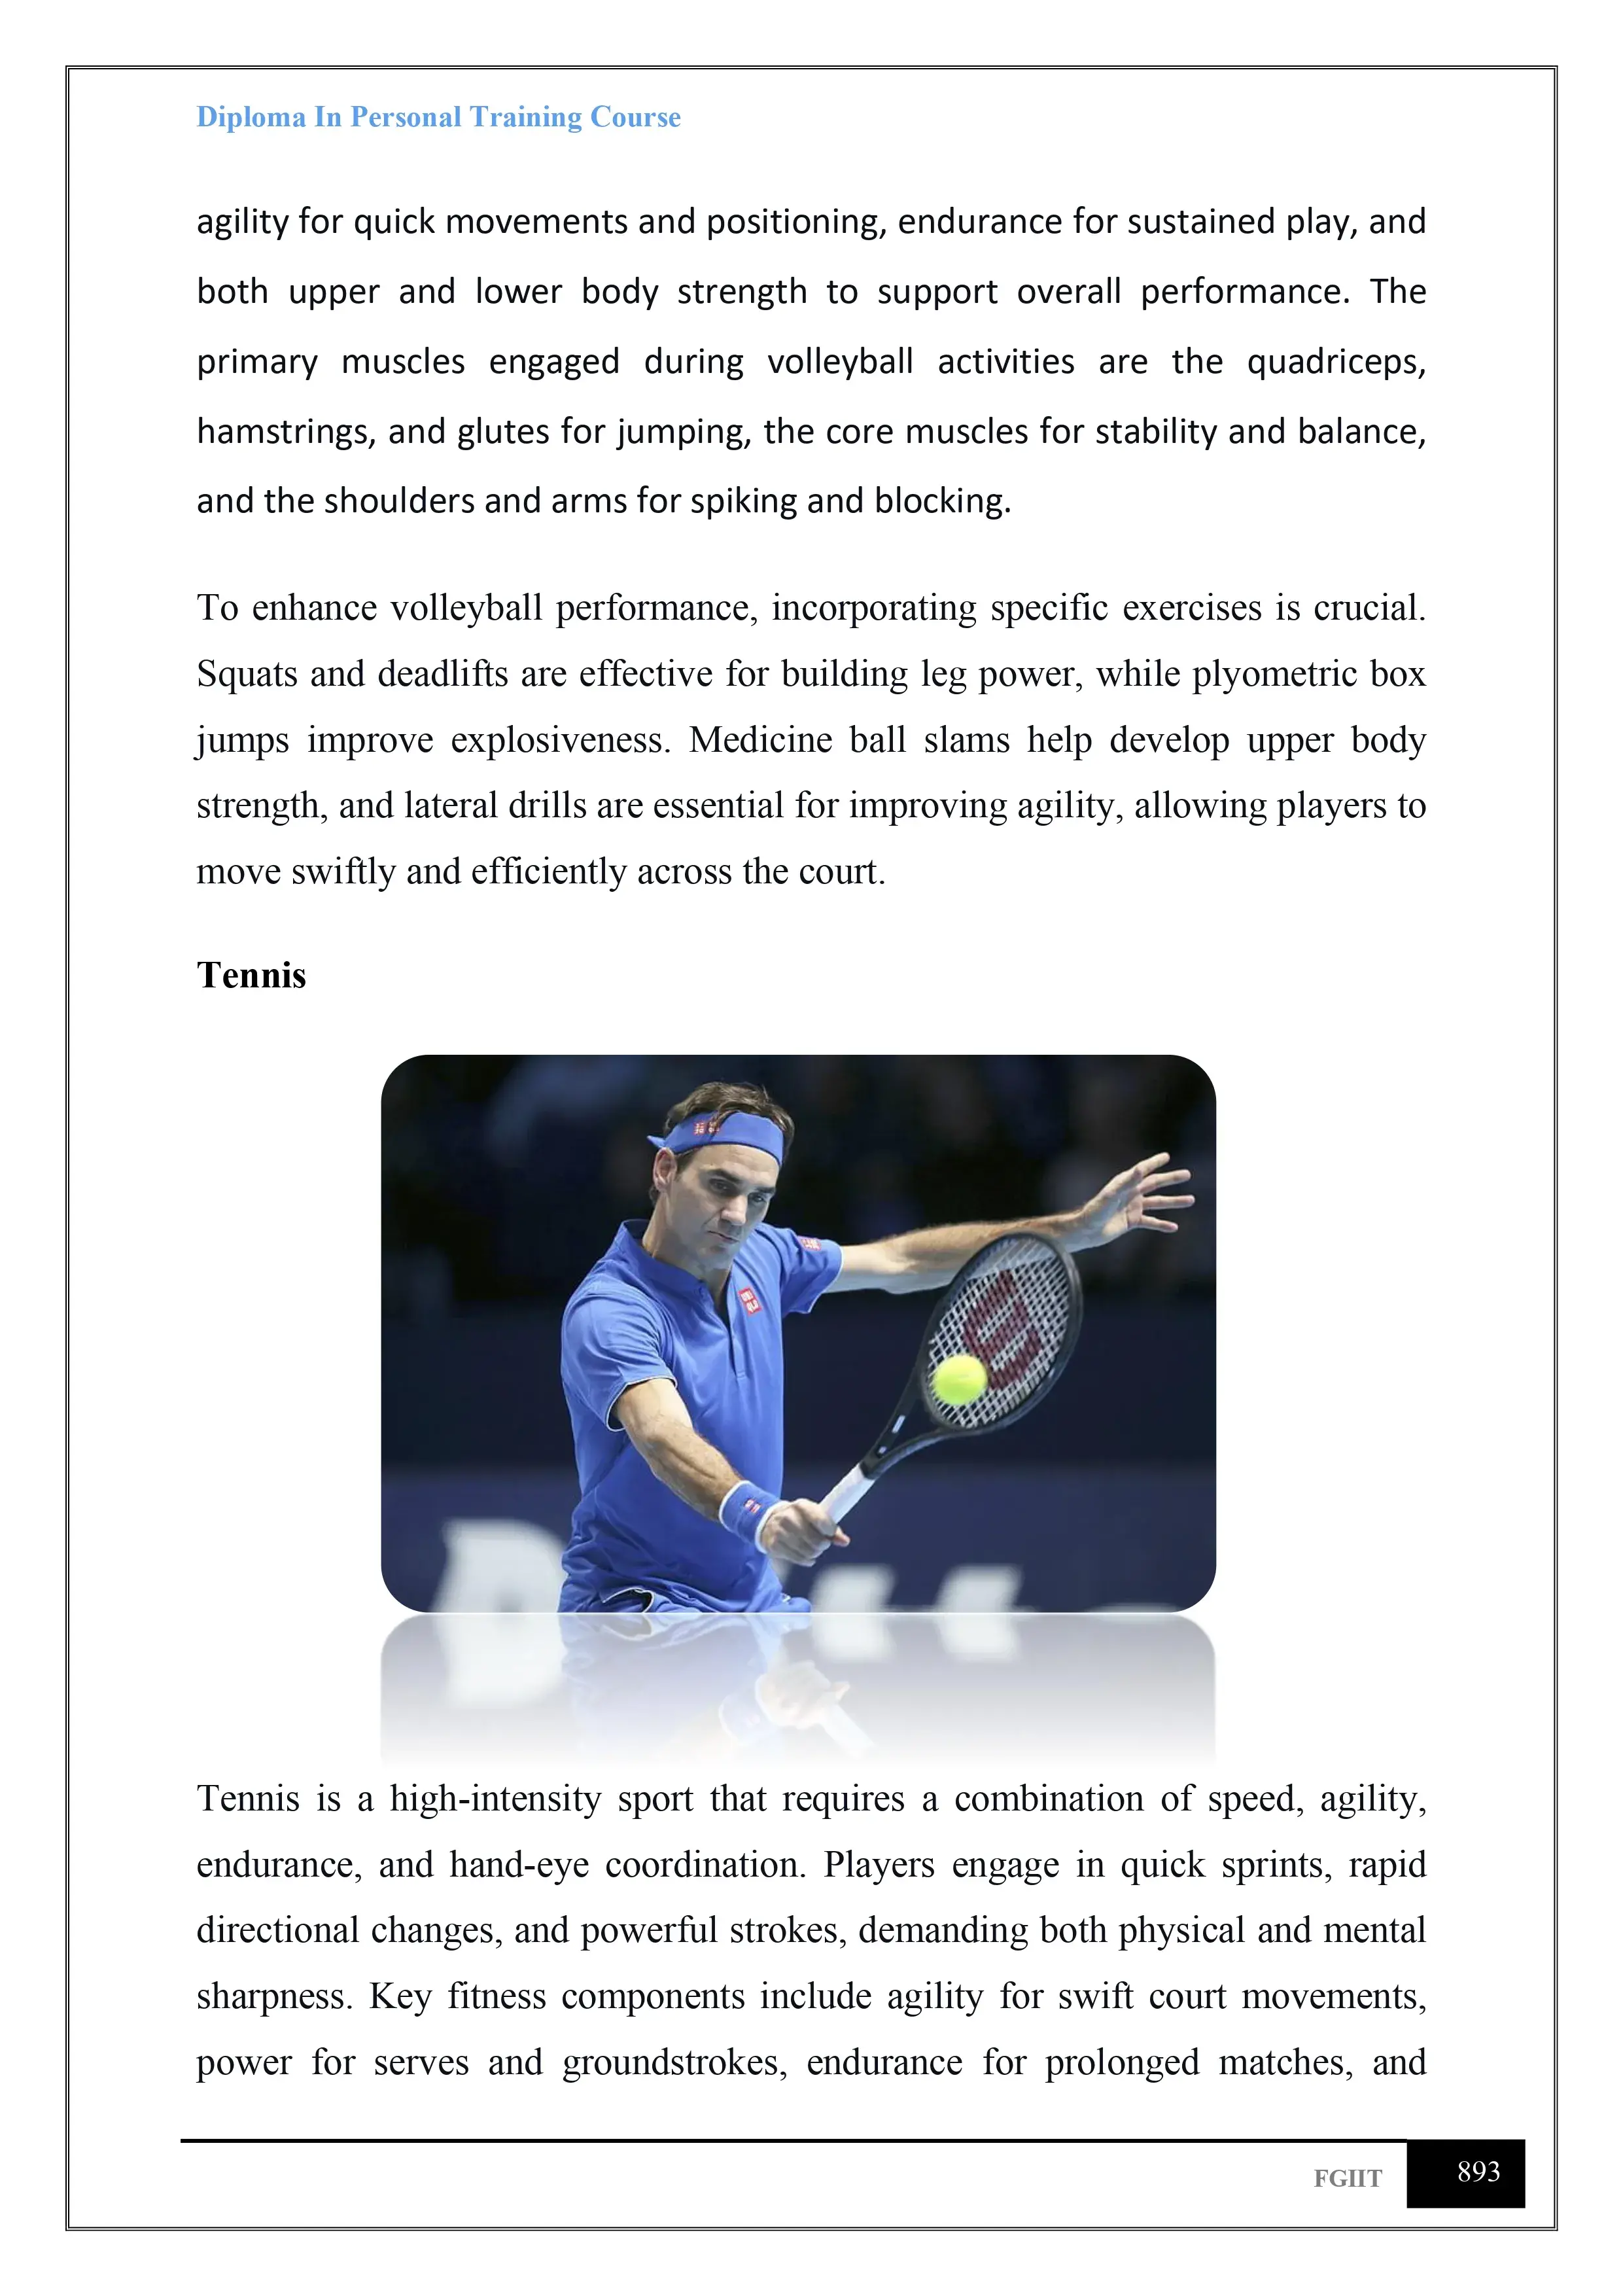 Diploma In Personal Training Course
agility for quick movements and positioning, endurance for sustained play, and
both upper and lower body strength to support overall performance. The
primary muscles engaged during volleyball activities are the quadriceps,
hamstrings, and glutes for jumping, the core muscles for stability and balance,
and the shoulders and arms for spiking and blocking.
To enhance volleyball performance, incorporating specific exercises is crucial.
Squats and deadlifts are effective for building leg power, while plyometric box
jumps improve explosiveness. Medicine ball slams help develop upper body
strength, and lateral drills are essential for improving agility, allowing players to
move swiftly and efficiently across the court.
Tennis
Tennis is a high-intensity sport that requires a combination of speed, agility,
endurance, and hand-eye coordination. Players engage in quick sprints, rapid
directional changes, and powerful strokes, demanding both physical and mental
sharpness. Key fitness components include agility for swift court movements,
power for serves and groundstrokes, endurance for prolonged matches, and
FGIIT
893